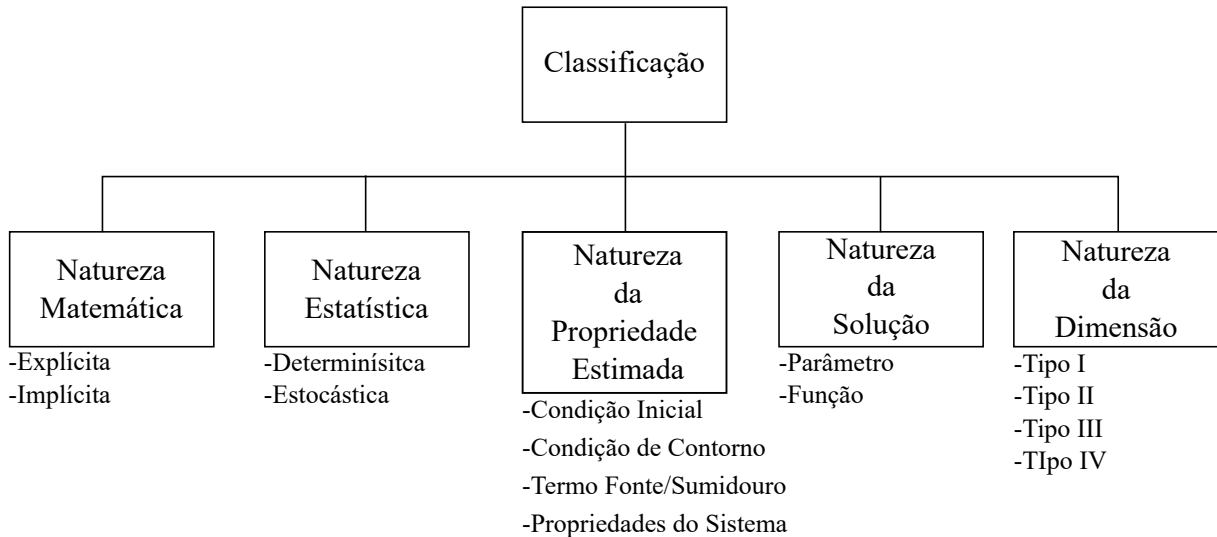 Classificação
Natureza
Matemática
-Explícita
-Implícita
Natureza
Estatística
-Determinísitca
-Estocástica
Natureza
da
Propriedade
Estimada
-Condição Inicial
-Condição de Contorno
-Termo Fonte/Sumidouro
-Propriedades do Sistema
Natureza
da
Solução
-Parâmetro
-Função
Natureza
da
Dimensão
-Tipo I
-Tipo II
-Tipo III
-TIpo IV